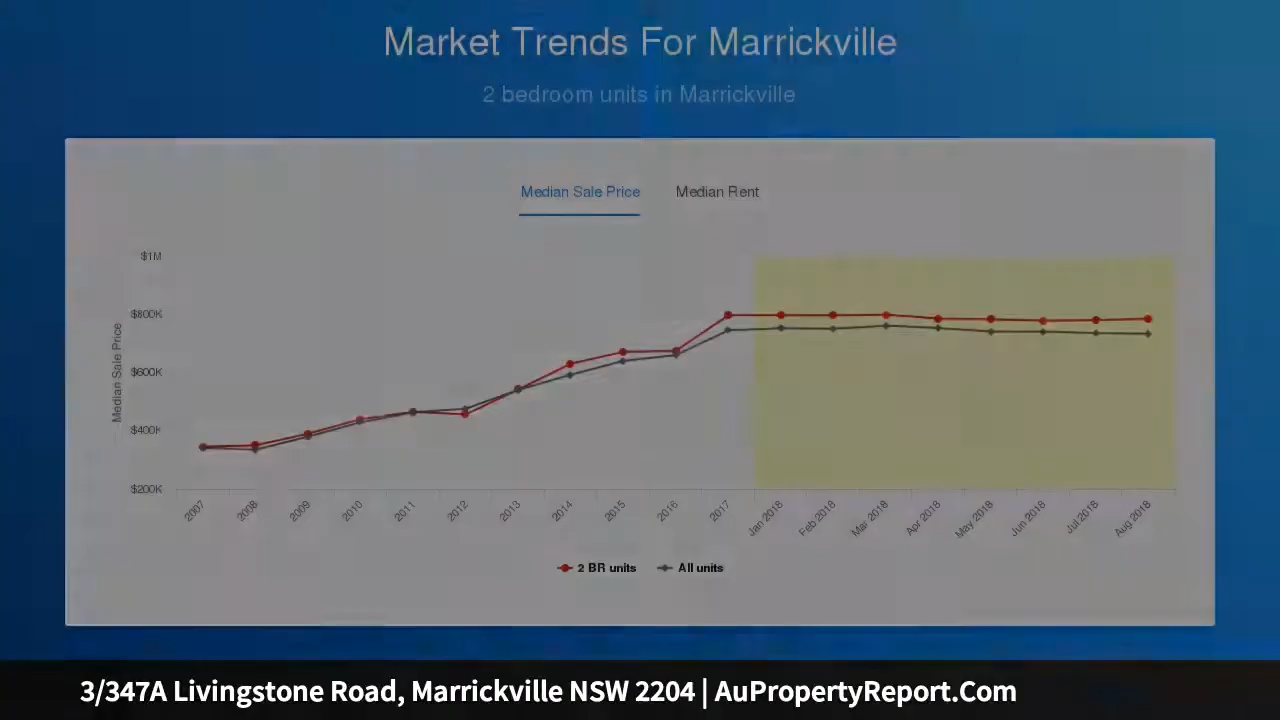 Market Trends For Marrickville
2 bedroom units in Marrickville
Median Sale Price Median Rent
$1M
$800K
$600K
$400K
$200K
Median Sale Price
2007 2008 2009 2010 2011 2012 2013 2014 2015 2016 2017 Jan 2018 Feb 2018 Mar 2018 Apr 2018 May 2018 Jun 2018 Jul 2018 Aug 2018
2 BR units All units
3/347A Livingstone Road, Marrickville NSW 2204 | AuPropertyReport.Com